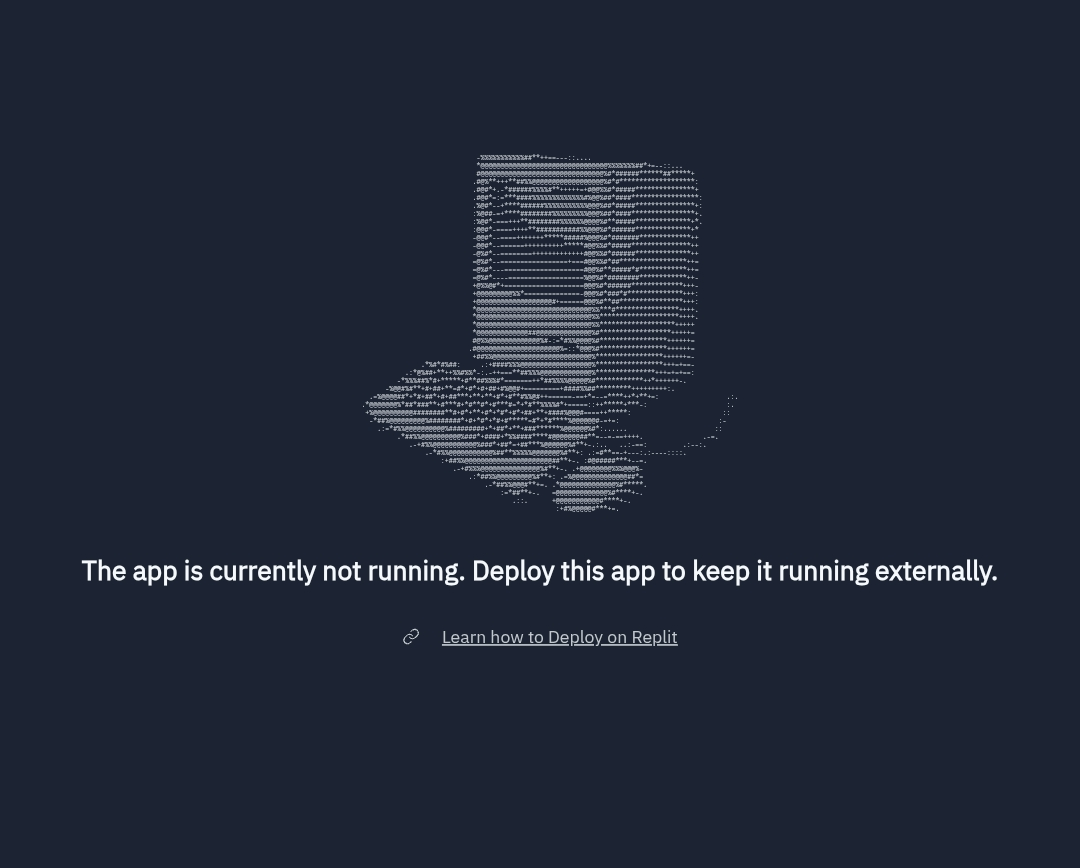 The app is currently not running. Deploy this app to keep it running externally.
Learn how to Deploy on Replit